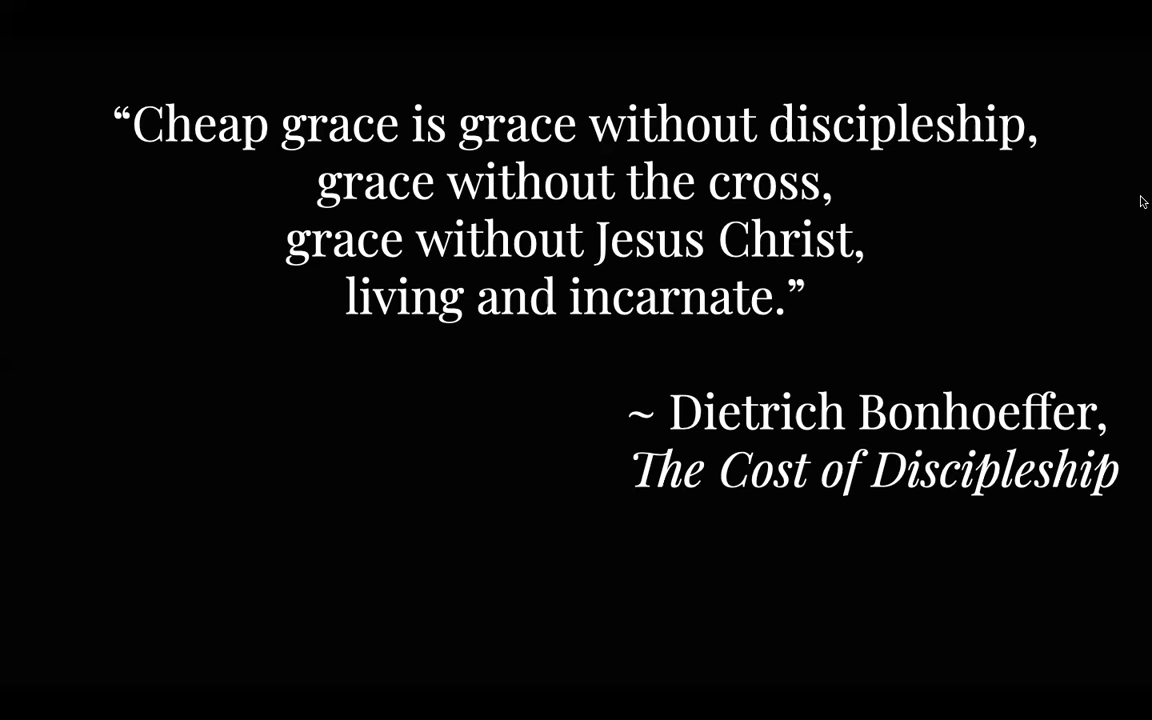 “Cheap grace is grace without discipleship,
grace without the cross,
grace without Jesus Christ,
living and incarnate.”
~ Dietrich Bonhoeffer,
The Cost of Discipleship